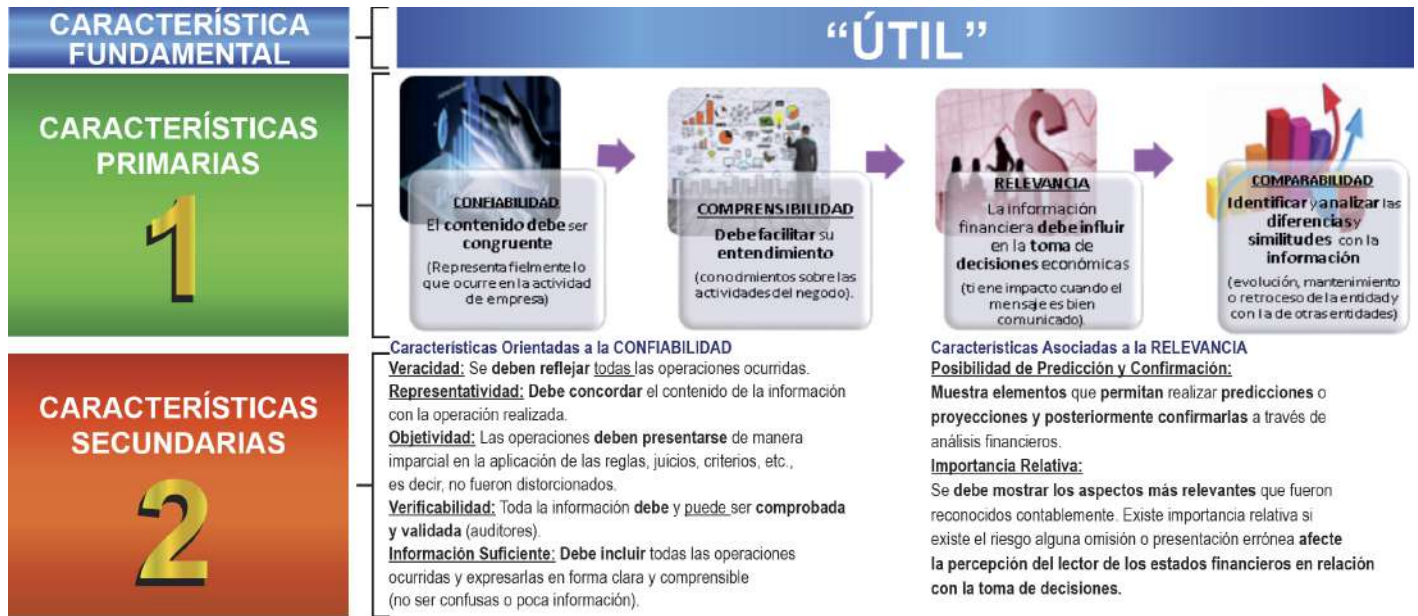 CARACTERÍSTICA
FUNDAMENTAL
“ÚTIL”
CARACTERÍSTICAS
PRIMARIAS
1
CONFIABILIDAD
El contenido debe ser
congruente
(Representa fielmente lo
que ocurre en la actividad
de empresa)
COMPRENSIBILIDAD
Debe facilitar su
entendimiento
(conocimientos sobre las
actividades del negocio).
RELEVANCIA
La información
financiera debe influir
en la toma de
decisiones económicas
(tiene impacto cuando el
mensaje es bien
comunicado).
COMPARABILIDAD
Identificar y analizar las
diferencias y
similitudes con la
información
(evolución, mantenimiento
o retroceso de la entidad y
con la de otras entidades)
CARACTERÍSTICAS
SECUNDARIAS
2
Características Orientadas a la CONFIABILIDAD
Veracidad: Se deben reflejar todas las operaciones ocurridas.
Representatividad: Debe concordar el contenido de la información
con la operación realizada.
Objetividad: Las operaciones deben presentarse de manera
imparcial en la aplicación de las reglas, juicios, criterios, etc.,
es decir, no fueron distorcionados.
Verificabilidad: Toda la información debe y puede ser comprobada
y validada (auditores).
Información Suficiente: Debe incluir todas las operaciones
ocurridas y expresarlas en forma clara y comprensible
(no ser confusas o poca información).
Características Asociadas a la RELEVANCIA
Posibilidad de Predicción y Confirmación:
Muestra elementos que permitan realizar predicciones o
proyecciones y posteriormente confirmarlas a través de
análisis financieros.
Importancia Relativa:
Se debe mostrar los aspectos más relevantes que fueron
reconocidos contablemente. Existe importancia relativa si
existe el riesgo alguna omisión o presentación errónea afecte
la percepción del lector de los estados financieros en relación
con la toma de decisiones.